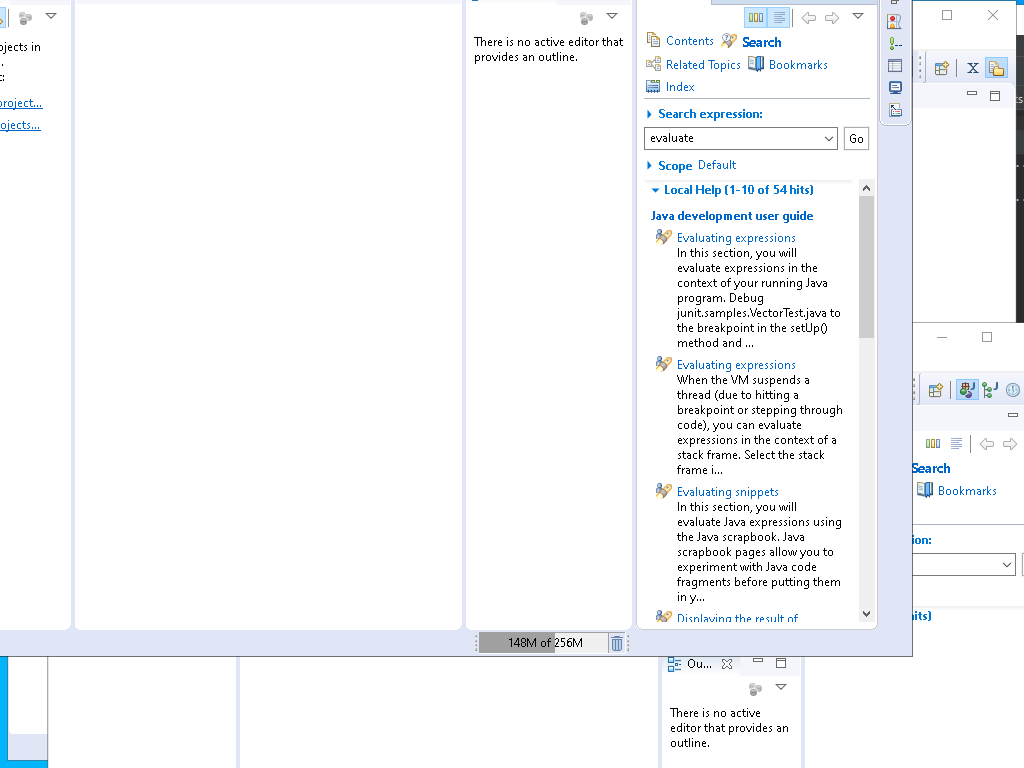 ojects in
.
:
project...
ojects...
There is no active editor that
provides an outline.
Contents
Search
Related Topics
Bookmarks
Index
Search expression:
evaluate
Go
Scope Default
Local Help (1-10 of 54 hits)
Java development user guide
Evaluating expressions
In this section, you will
evaluate expressions in the
context of your running Java
program. Debug
junit.samples.VectorTest.java to
the breakpoint in the setUp()
method and ...
Evaluating expressions
When the VM suspends a
thread (due to hitting a
breakpoint or stepping through
code), you can evaluate
expressions in the context of a
stack frame. Select the stack
frame i...
Evaluating snippets
In this section, you will
evaluate Java expressions using
the Java scrapbook. Java
scrapbook pages allow you to
experiment with Java code
fragments before putting them
in y...
Displaying the result of
148M of 256M
X
Search
Bookmarks
ion:
hits)
Ou...
There is no active
editor that provides an
outline.